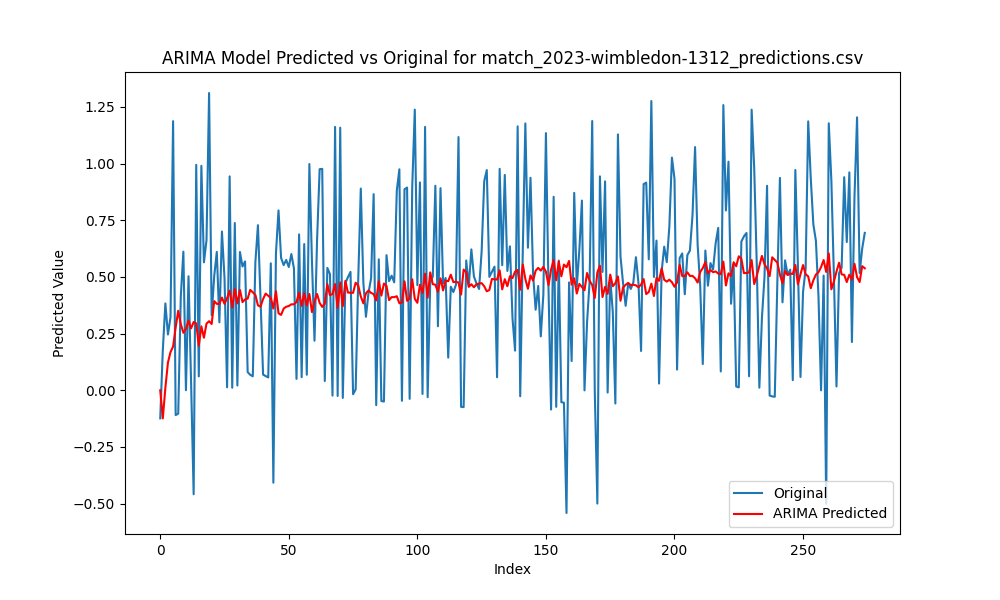 ARIMA Model Predicted vs Original for match_2023-wimbledon-1312_predictions.csv
Predicted Value
1.25
1.00
0.75
0.50
0.25
0.00
−0.25
−0.50
0
50
100
150
200
250
Index
Original
ARIMA Predicted